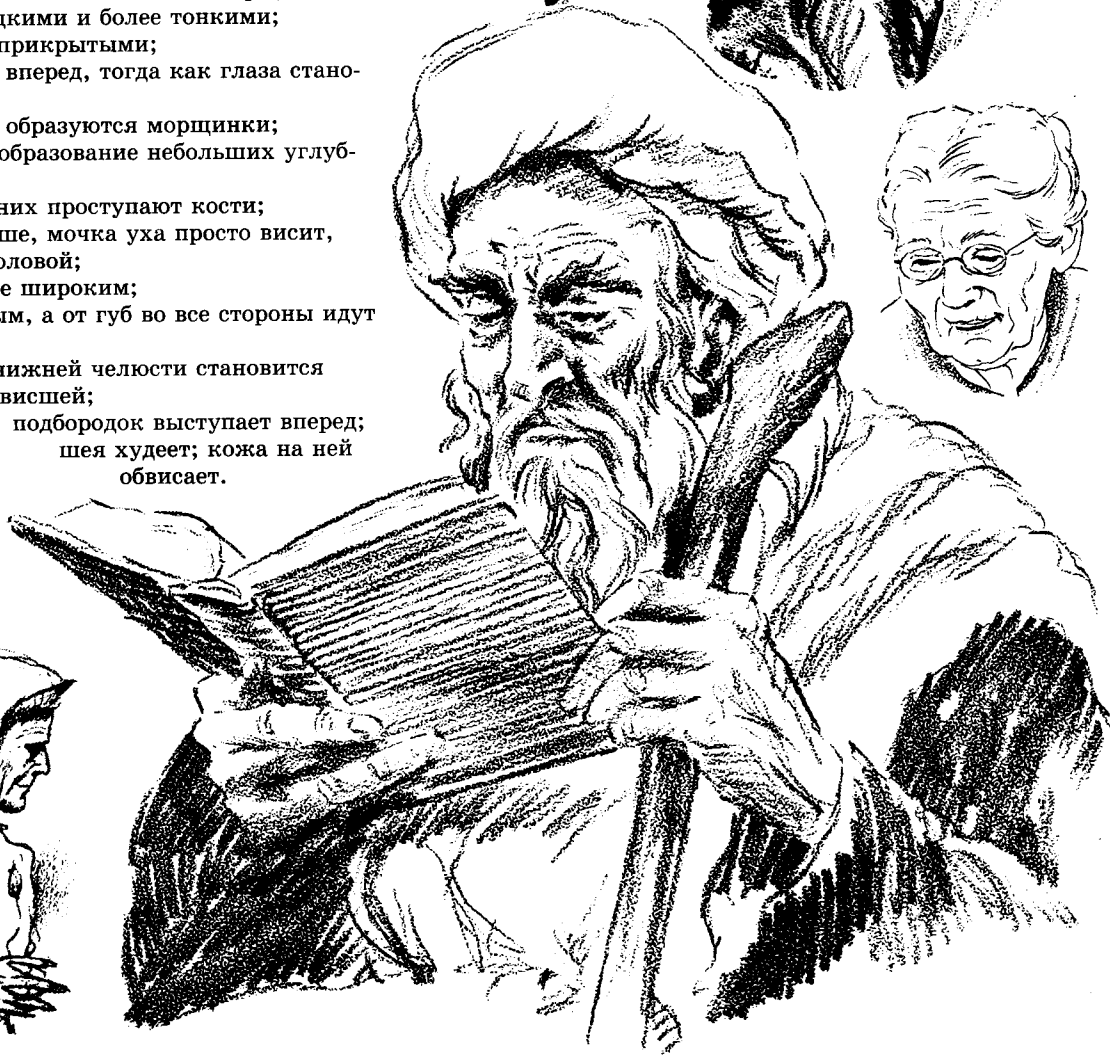 дкими и более тонкими;
прикрытыми;
вперед, тогда как глаза стано-
образуются морщинки;
образование небольших углуб-
них проступают кости;
ше, мочка уха просто висит,
оловой;
е широким;
ым, а от губ во все стороны идут
нижней челюсти становится
висшей;
подбородок выступает вперед;
шея худеет; кожа на ней
обвисает.